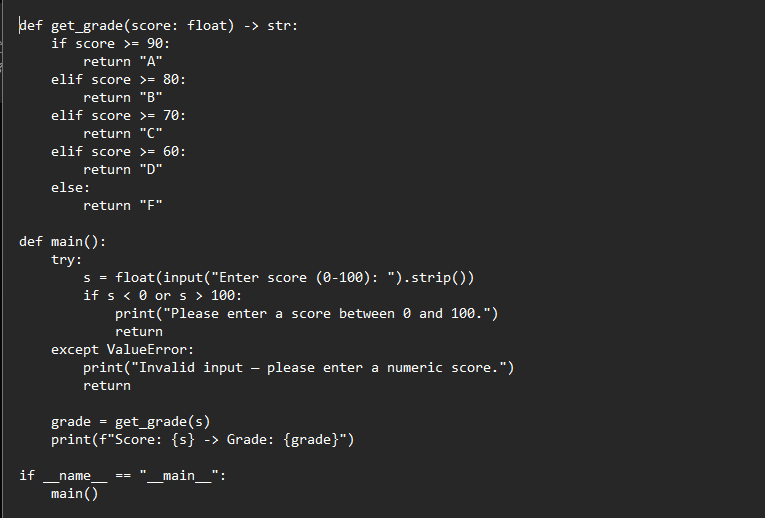 def get_grade(score: float) -> str:
    if score >= 90:
        return "A"
    elif score >= 80:
        return "B"
    elif score >= 70:
        return "C"
    elif score >= 60:
        return "D"
    else:
        return "F"

def main():
    try:
        s = float(input("Enter score (0-100): ").strip())
        if s < 0 or s > 100:
            print("Please enter a score between 0 and 100.")
            return
    except ValueError:
        print("Invalid input — please enter a numeric score.")
        return

    grade = get_grade(s)
    print(f"Score: {s} -> Grade: {grade}")

if __name__ == "__main__":
    main()